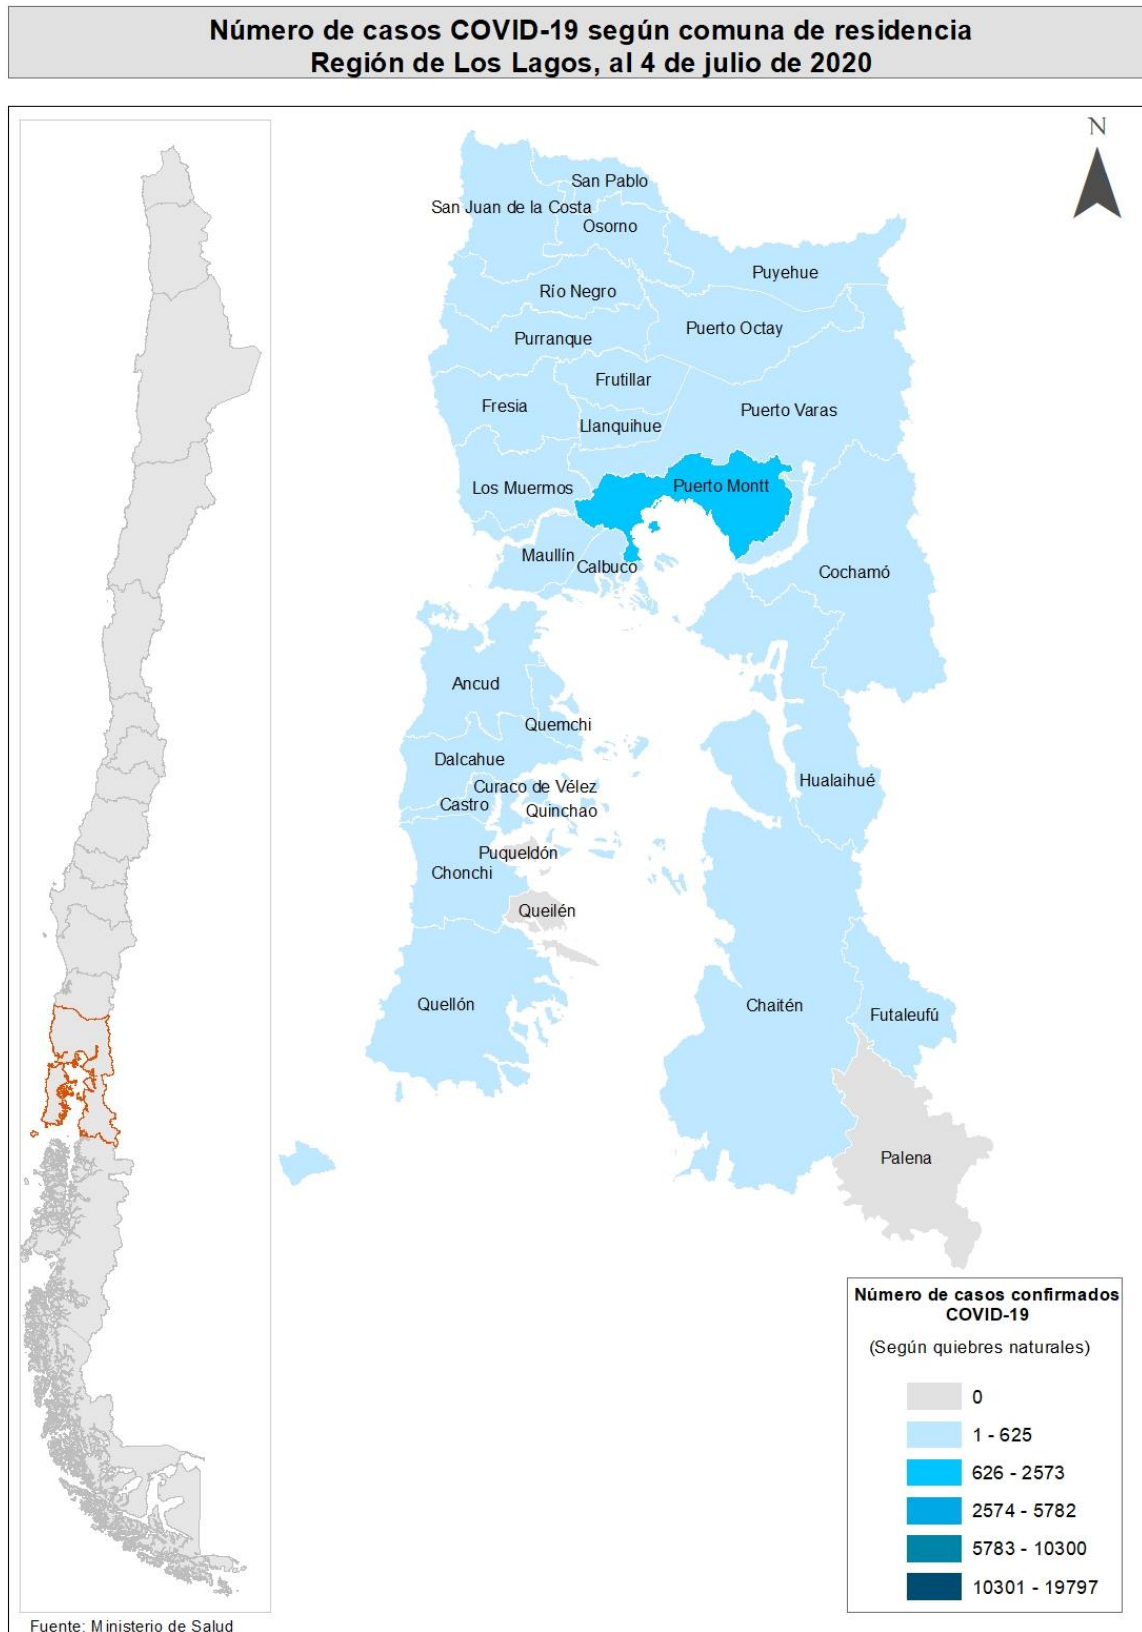 Número de casos COVID-19 según comuna de residencia
Región de Los Lagos, al 4 de julio de 2020
N
San Pablo
San Juan de la Costa
Osorno
Puyehue
Río Negro
Puerto Octay
Purranque
Frutillar
Fresia
Puerto Varas
Llanquihue
Los Muermos
Puerto Montt
Maullín
Calbuco
Cochamó
Ancud
Quemchi
Dalcahue
Hualaihué
Curaco de Vélez
Castro
Quinchao
Puqueldón
Chonchi
Queilén
Quellón
Chaitén
Futaleufú
Palena
Número de casos confirmados
COVID-19
(Según quiebres naturales)
0
1 - 625
626 - 2573
2574 - 5782
5783 - 10300
10301 - 19797
Fuente: Ministerio de Salud